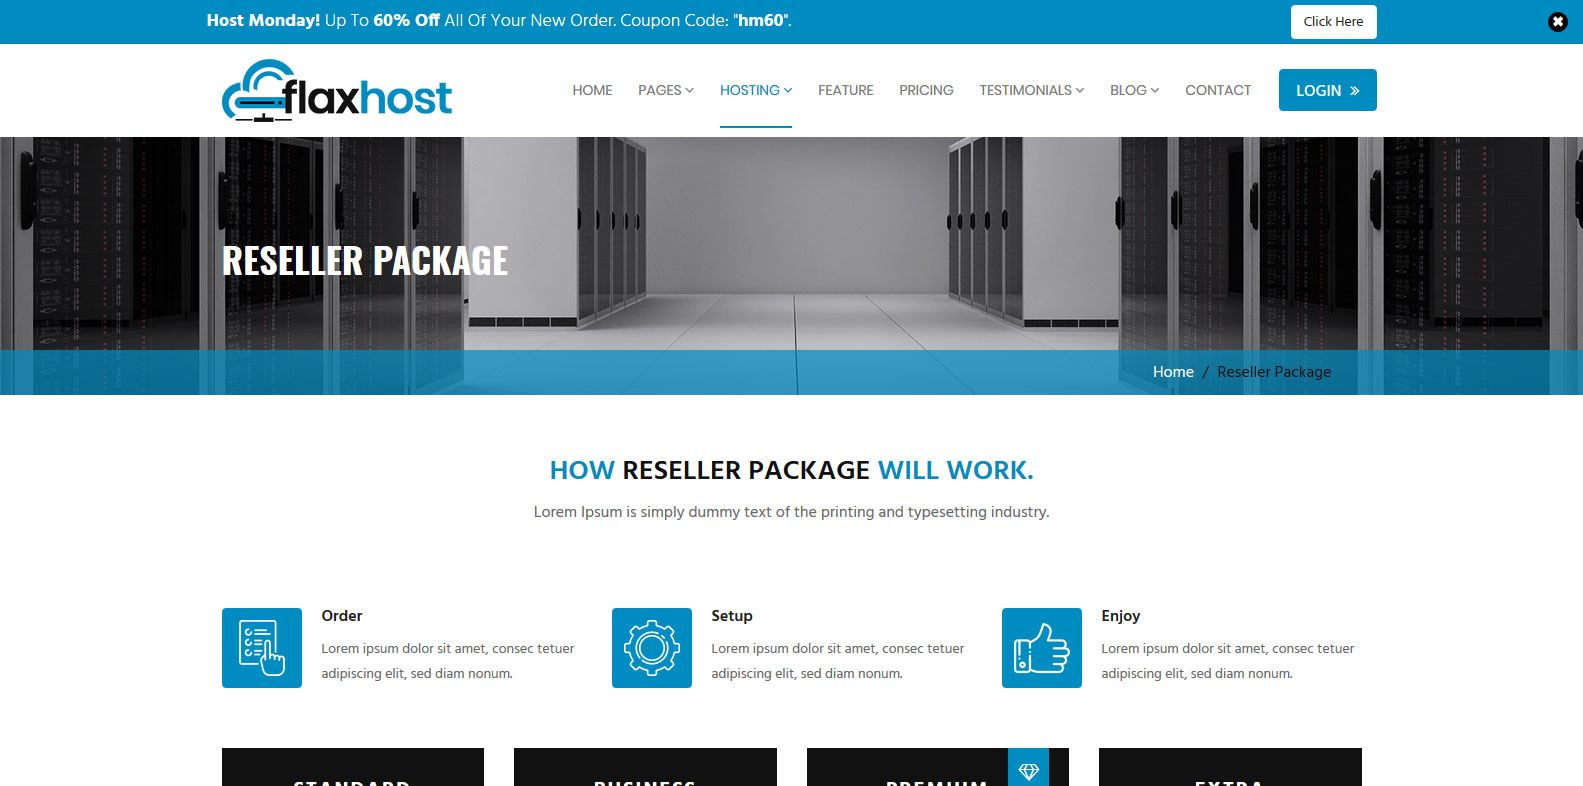 Host Monday! Up To 60% Off All Of Your New Order. Coupon Code: "hm60".
Click Here
flaxhost
HOME PAGES HOSTING FEATURE PRICING TESTIMONIALS BLOG CONTACT LOGIN »
RESELLER PACKAGE
Home / Reseller Package
HOW RESELLER PACKAGE WILL WORK.
Lorem Ipsum is simply dummy text of the printing and typesetting industry.
Order
Lorem ipsum dolor sit amet, consec tetuer
adipiscing elit, sed diam nonum.
Setup
Lorem ipsum dolor sit amet, consec tetuer
adipiscing elit, sed diam nonum.
Enjoy
Lorem ipsum dolor sit amet, consec tetuer
adipiscing elit, sed diam nonum.
STANDARD
BUSINESS
PREMIUM
EXTRA